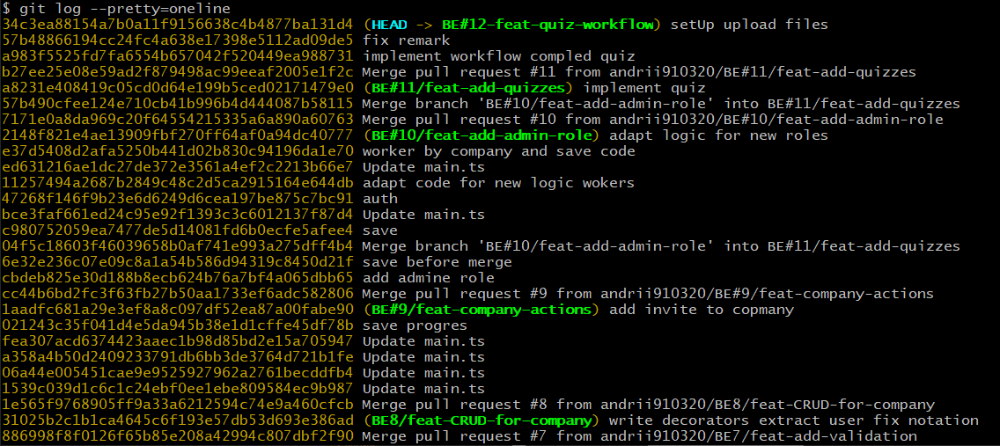 $ git log --pretty=oneline
34c3ea88154a7b0a11f9156638c4b4877ba131d4 (HEAD -> BE#12-feat-quiz-workflow) setUp upload files
57b48866194cc24fc4a638e17398e5112ad09de5 fix remark
a983f5525fd7fa6554b657042f520449ea988731 implement workflow compled quiz
b27ee25e08e59ad2f879498ac99eeaf2005e1f2c Merge pull request #11 from andrii910320/BE#11/feat-add-quizzes
a8231e408419c05cd0d64e199b5ced02171479e0 (BE#11/feat-add-quizzes) implement quiz
57b490cfee124e710cb41b996b4d444087b58115 Merge branch 'BE#10/feat-add-admin-role' into BE#11/feat-add-quizzes
7171e0a8da969c20f64554215335a6a890a60763 Merge pull request #10 from andrii910320/BE#10/feat-add-admin-role
2148f821e4ae13909fbf270ff64af0a94dc40777 (BE#10/feat-add-admin-role) adapt logic for new roles
e37d5408d2afa5250b441d02b830c94196da1e70 worker by company and save code
ed631216ae1dc27de372e3561a4ef2c2213b66e7 Update main.ts
11257494a2687b2849c48c2d5ca2915164e644db adapt code for new logic wokers
47268f146f9b23e6d6249d6cea197be875c7bc91 auth
bce3faf661ed24c95e92f1393c3c6012137f87d4 Update main.ts
c980752059ea7477de5d14081fd6b0ecfe5afee4 save
04f5c18603f46039658b0af741e993a275dff4b4 Merge branch 'BE#10/feat-add-admin-role' into BE#11/feat-add-quizzes
6e32e236c07e09c8a1a54b586d94319c8450d21f save before merge
cbdeb825e30d188b8ecb624b76a7bf4a065dbb65 add admine role
cc44b6bd2fc3f63fb27b50aa1733ef6adc582806 Merge pull request #9 from andrii910320/BE#9/feat-company-actions
1aadfc681a29e3ef8a8c097df52ea87a00fabe90 (BE#9/feat-company-actions) add invite to copmany
021243c35f041d4e5da945b38e1d1cffe45df78b save progres
fea307acd6374423aaec1b98d85bd2e15a705947 Update main.ts
a358a4b50d2409233791db6bb3de3764d721b1fe Update main.ts
06a44e005451cae9e9525927962a2761becddfb4 Update main.ts
1539c039d1c6c1c24ebf0ee1ebe809584ec9b987 Update main.ts
1e565f9768905ff9a33a6212594c74e9a460cfcb Merge pull request #8 from andrii910320/BE8/feat-CRUD-for-company
31025b2c1b1ca4645c6f193e57db53d693e386ad (BE8/feat-CRUD-for-company) write decorators extract user fix notation
886998f8f0126f65b85e208a42994c807dbf2f90 Merge pull request #7 from andrii910320/BE7/feat-add-validation